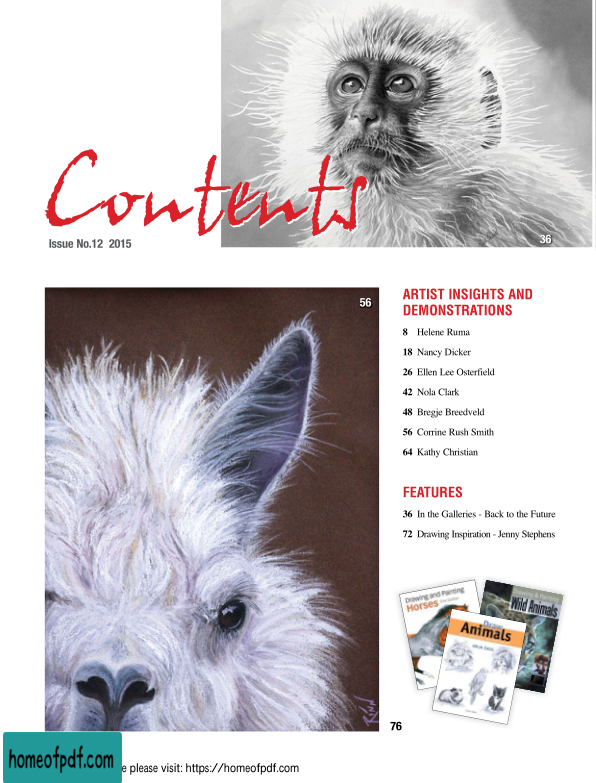 Contents
Issue No.12 2015
36
56
ARTIST INSIGHTS AND
DEMONSTRATIONS
8 Helene Ruma
18 Nancy Dicker
26 Ellen Lee Osterfield
42 Nola Clark
48 Bregje Breedveld
56 Corrine Rush Smith
64 Kathy Christian
FEATURES
36 In the Galleries - Back to the Future
72 Drawing Inspiration - Jenny Stephens
Drawing and Painting
Horses
Drawing & Painting
Wild Animals
Draw
Animals
76
homeofpdf.com
e please visit: https://homeofpdf.com